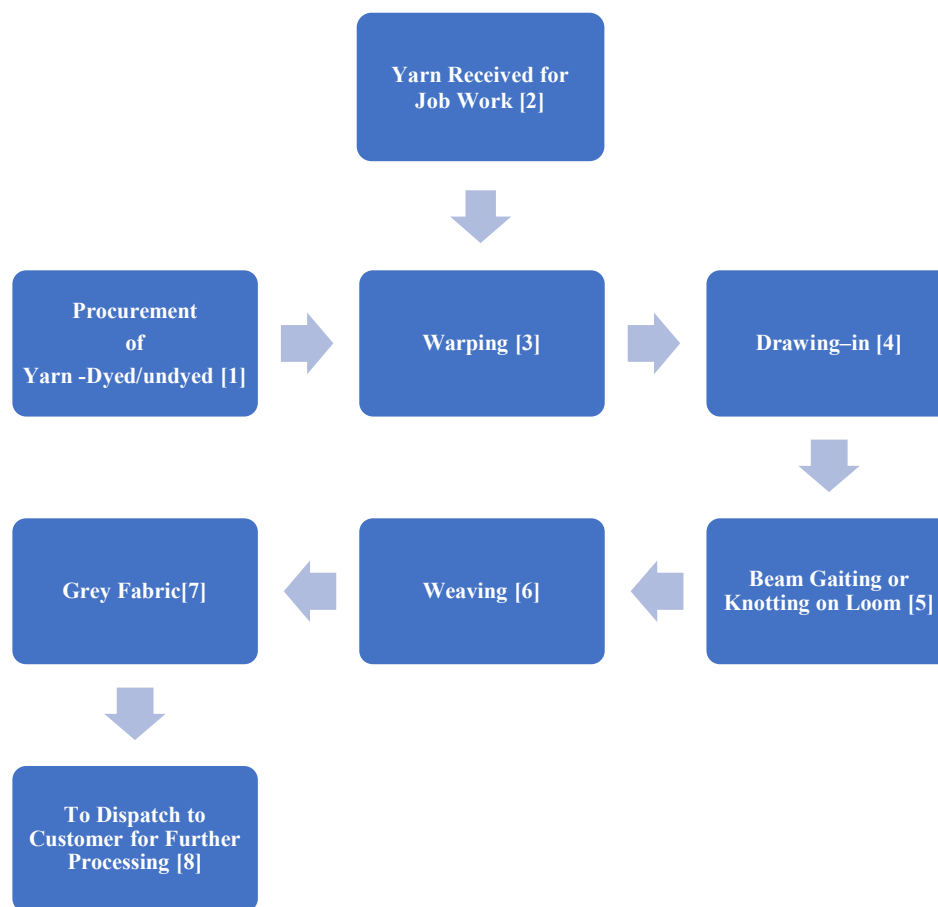 Yarn Received for
Job Work [2]
Procurement
of
Yarn -Dyed/undyed [1]
Warping [3]
Drawing–in [4]
Grey Fabric[7]
Weaving [6]
Beam Gaiting or
Knotting on Loom [5]
To Dispatch to
Customer for Further
Processing [8]